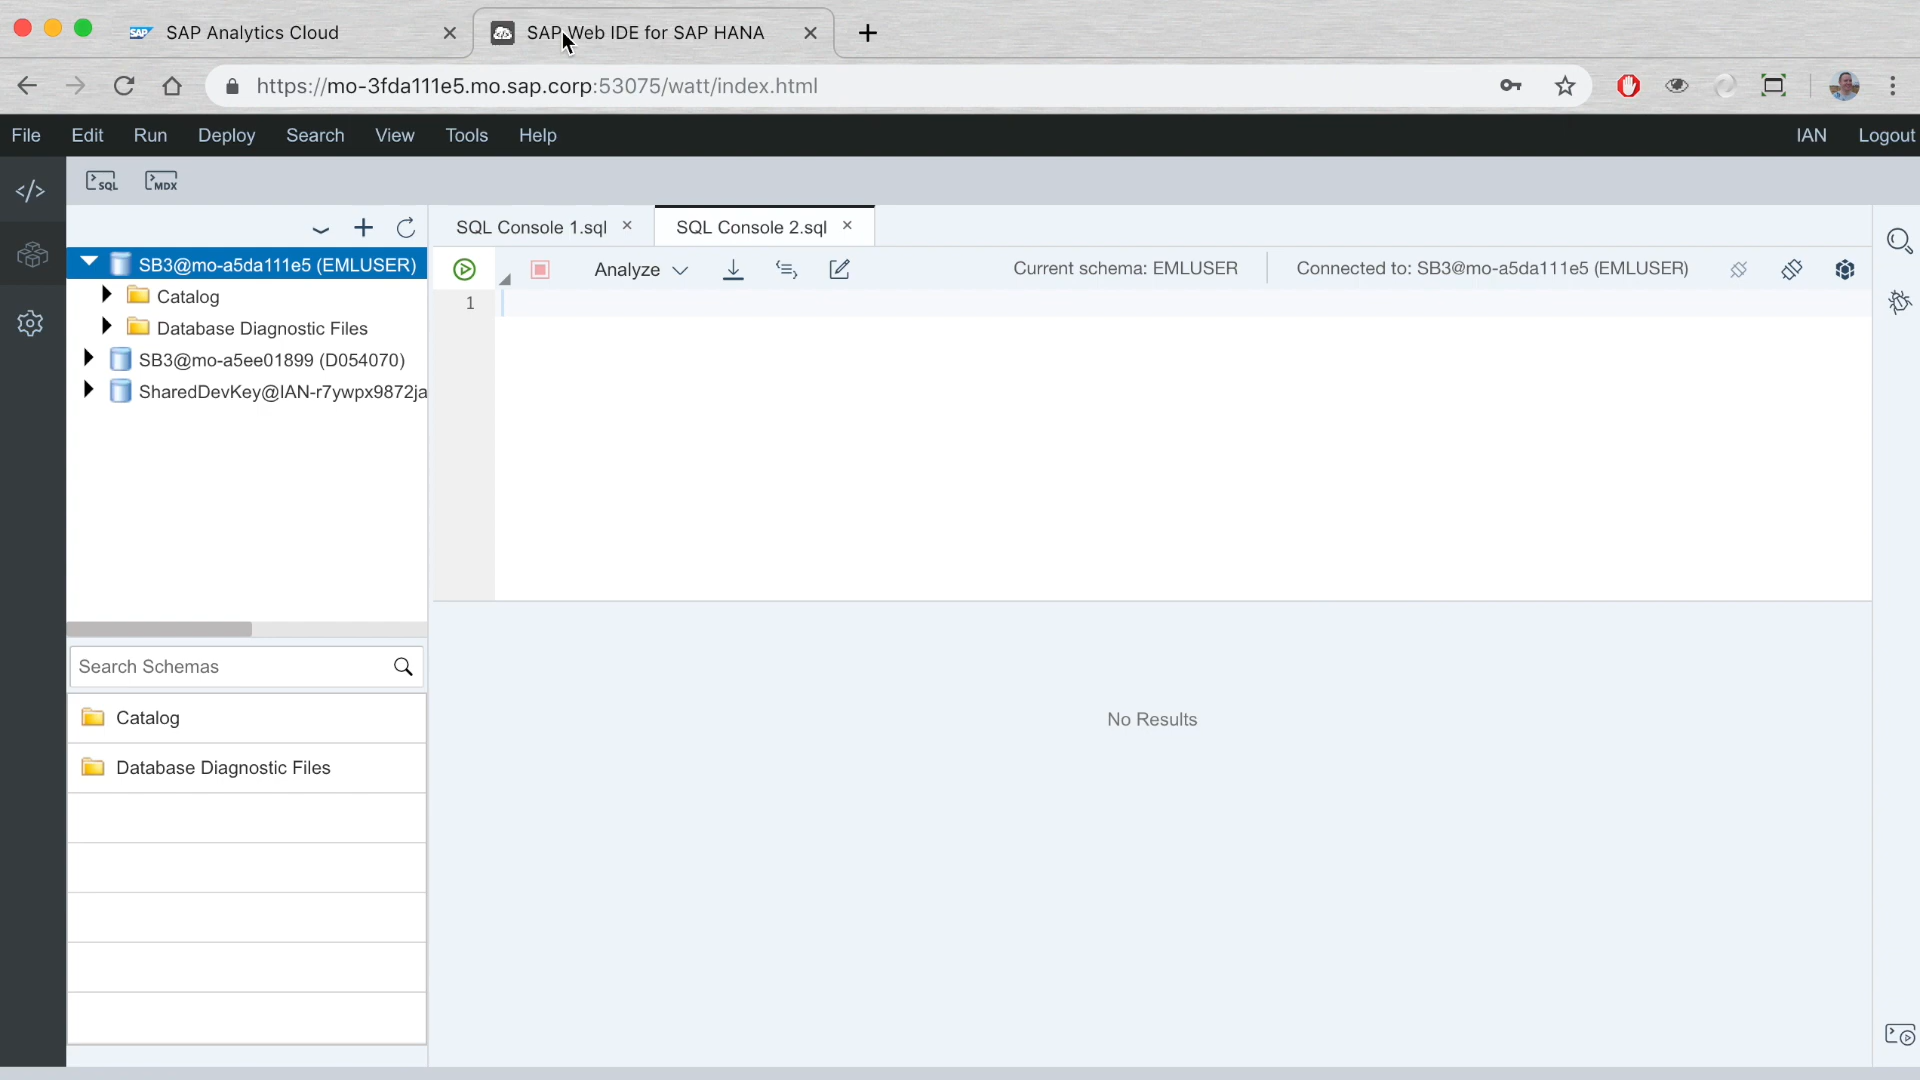 SAP SAP Analytics Cloud
SAP Web IDE for SAP HANA
https://mo-3fda111e5.mo.sap.corp:53075/watt/index.html
File Edit Run Deploy Search View Tools Help IAN Logout
SQL MDX
SQL Console 1.sql SQL Console 2.sql
SB3@mo-a5da111e5 (EMLUSER)
Analyze Current schema: EMLUSER Connected to: SB3@mo-a5da111e5 (EMLUSER)
Catalog
1
Database Diagnostic Files
SB3@mo-a5ee01899 (D054070)
SharedDevKey@IAN-r7ywpx9872ja
Search Schemas
Catalog
No Results
Database Diagnostic Files